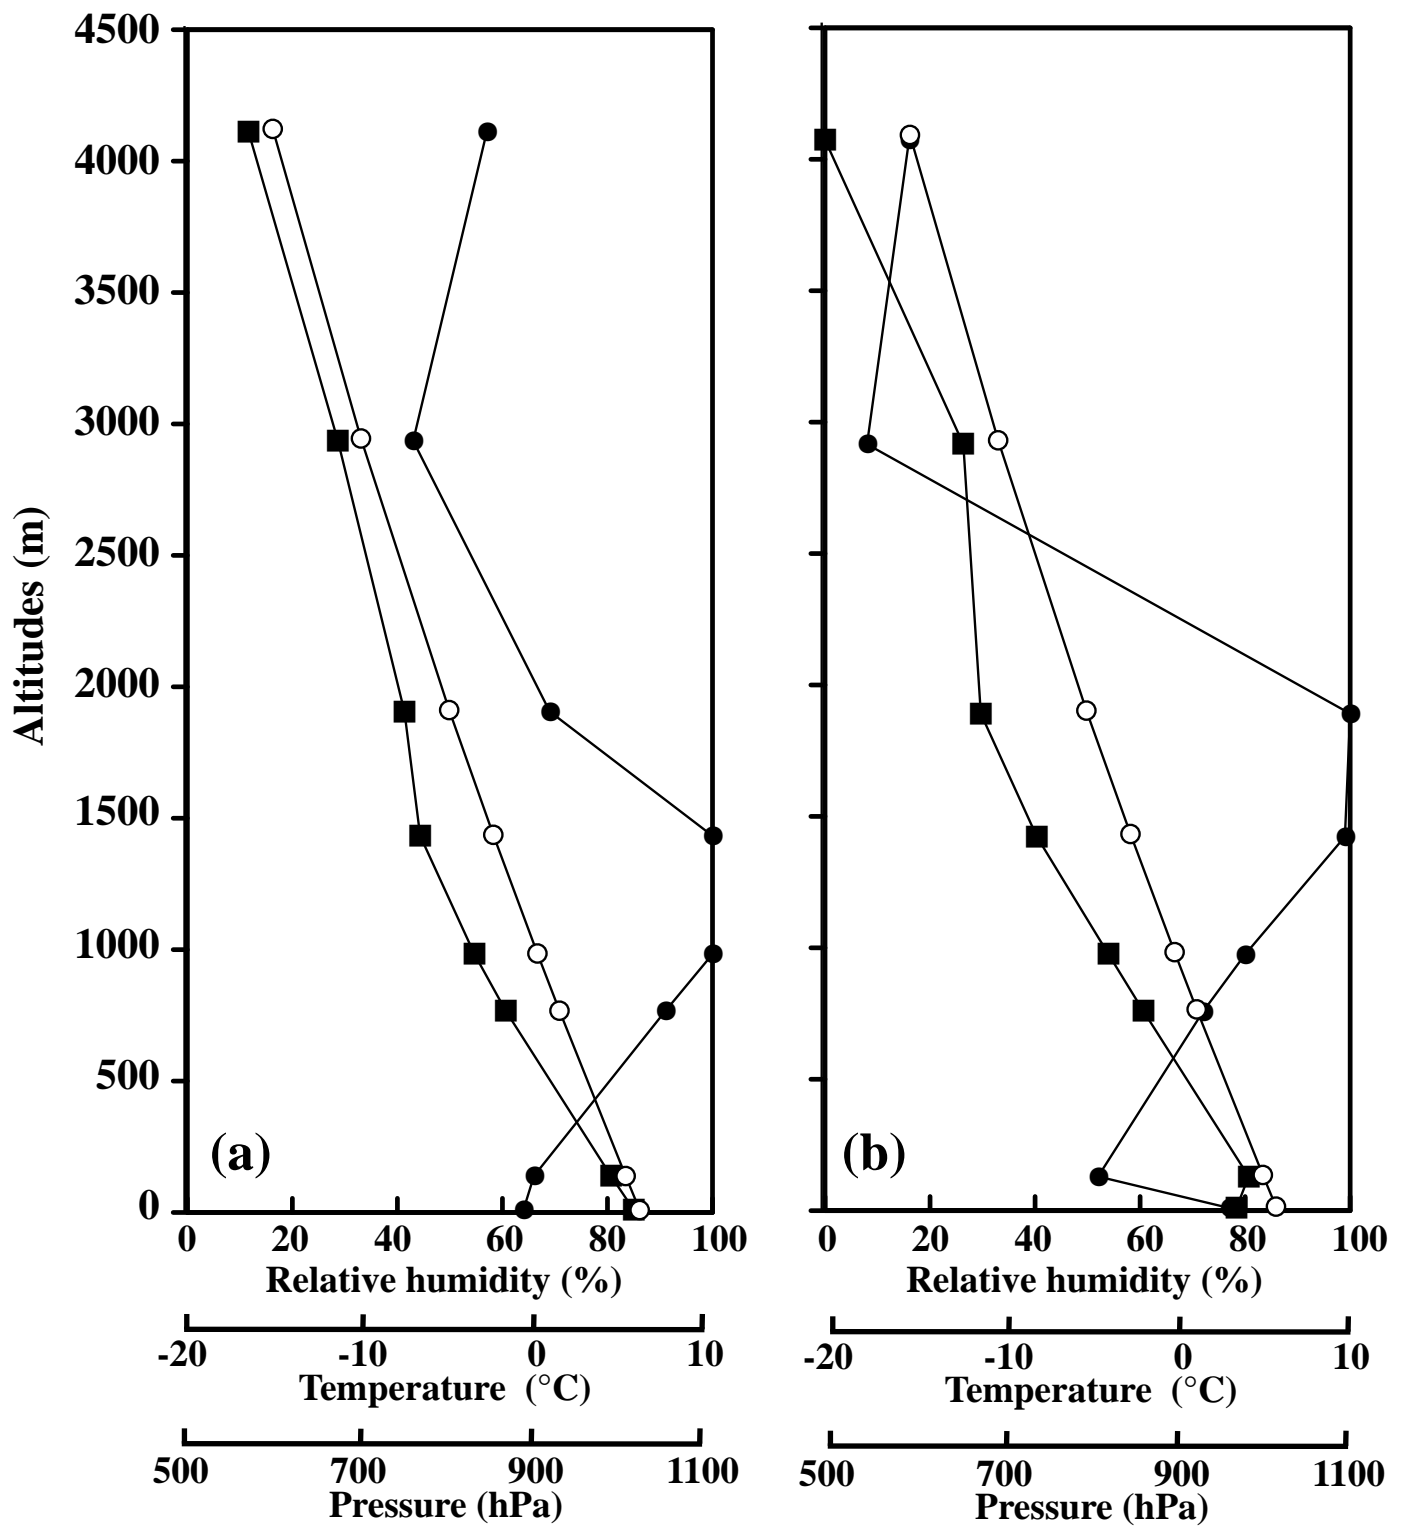 4500
4000
3500
3000
2500
2000
1500
1000
500
0
Altitudes (m)
(a)
0 20 40 60 80 100
Relative humidity (%)
-20 -10 0 10
Temperature (°C)
500 700 900 1100
Pressure (hPa)
(b)
0 20 40 60 80 100
Relative humidity (%)
-20 -10 0 10
Temperature (°C)
500 700 900 1100
Pressure (hPa)